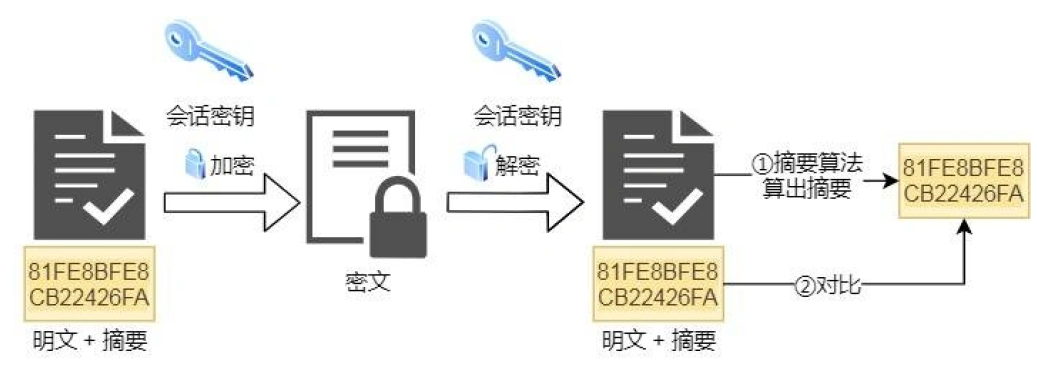 会话密钥
会话密钥
加密
解密
①摘要算法
算出摘要
81FE8BFE8
CB22426FA
81FE8BFE8
CB22426FA
明文 + 摘要
密文
81FE8BFE8
CB22426FA
明文 + 摘要
②对比